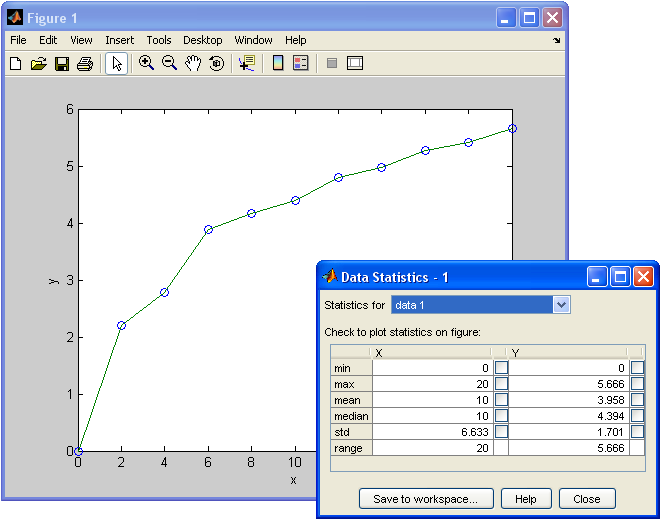 Figure 1
File Edit View Insert Tools Desktop Window Help
6
5
4
3
2
1
0
y
0 2 4 6 8 10
x
Data Statistics - 1
Statistics for data 1
Check to plot statistics on figure:
X Y
min 0 0
max 20 5.666
mean 10 3.958
median 10 4.394
std 6.633 1.701
range 20 5.666
Save to workspace... Help Close